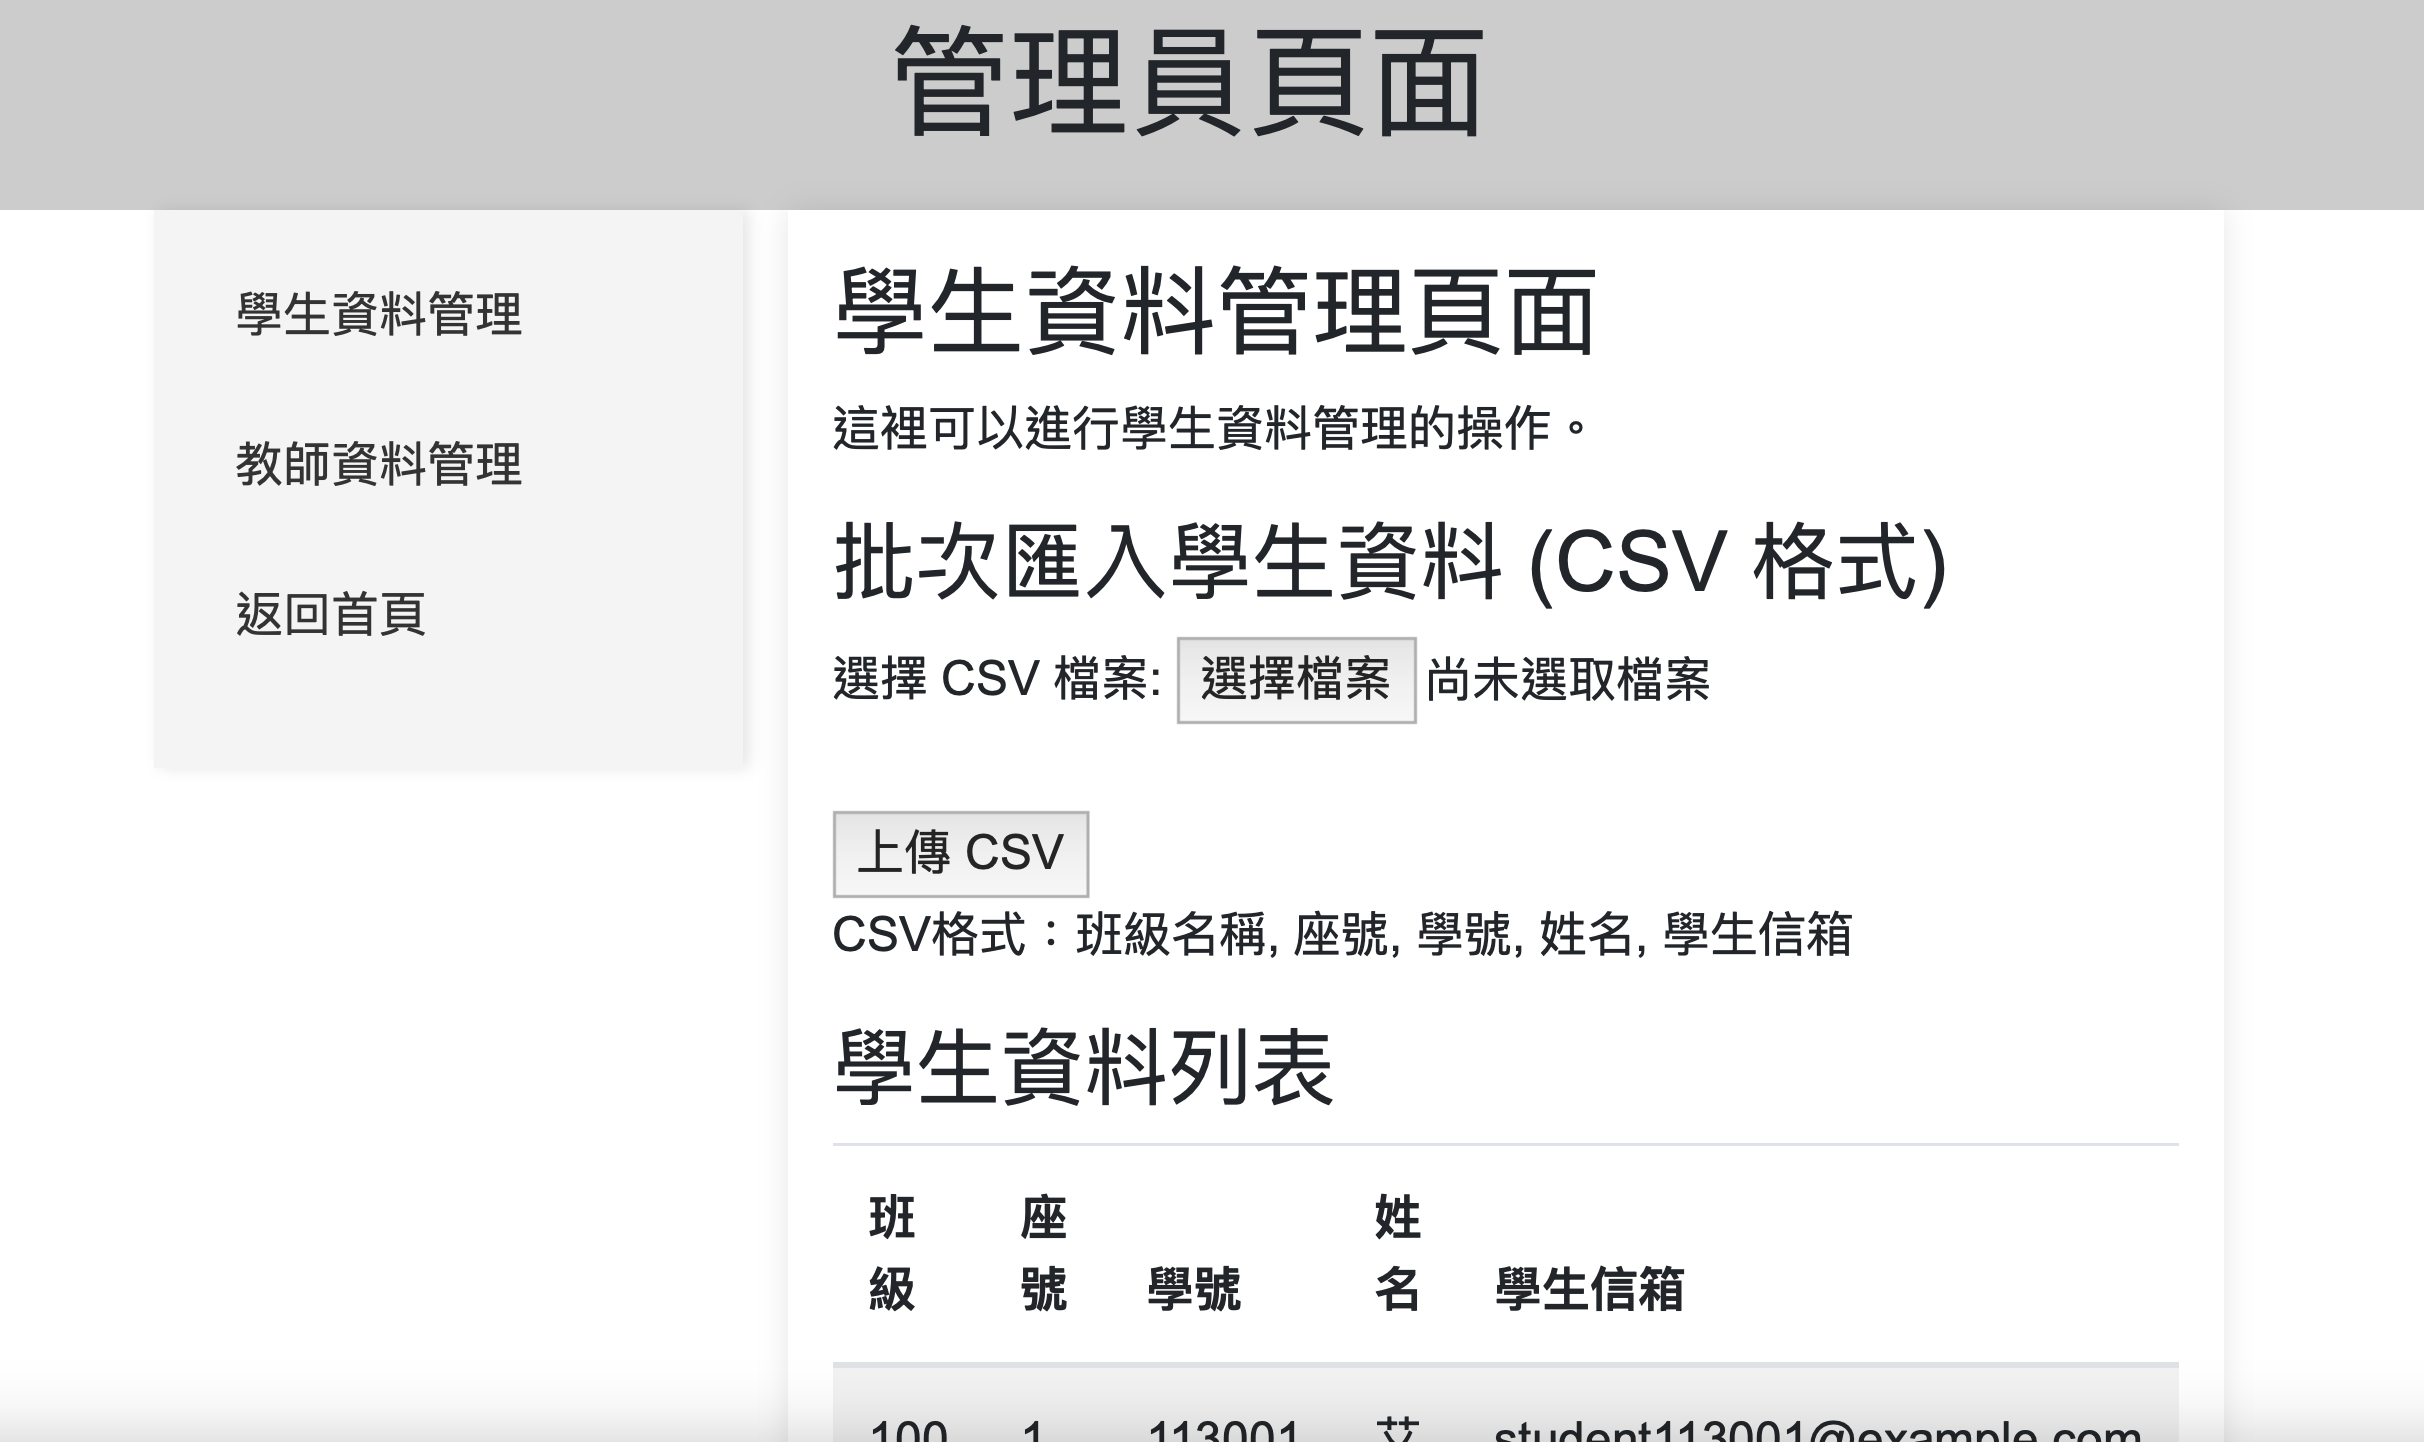 管理員頁面
學生資料管理
教師資料管理
返回首頁
學生資料管理頁面
這裡可以進行學生資料管理的操作。
批次匯入學生資料 (CSV 格式)
選擇 CSV 檔案: 選擇檔案 尚未選取檔案
上傳 CSV
CSV格式：班級名稱, 座號, 學號, 姓名, 學生信箱
學生資料列表
班級 座號 學號 姓名 學生信箱
100 1 113001 艾 student113001@example.com